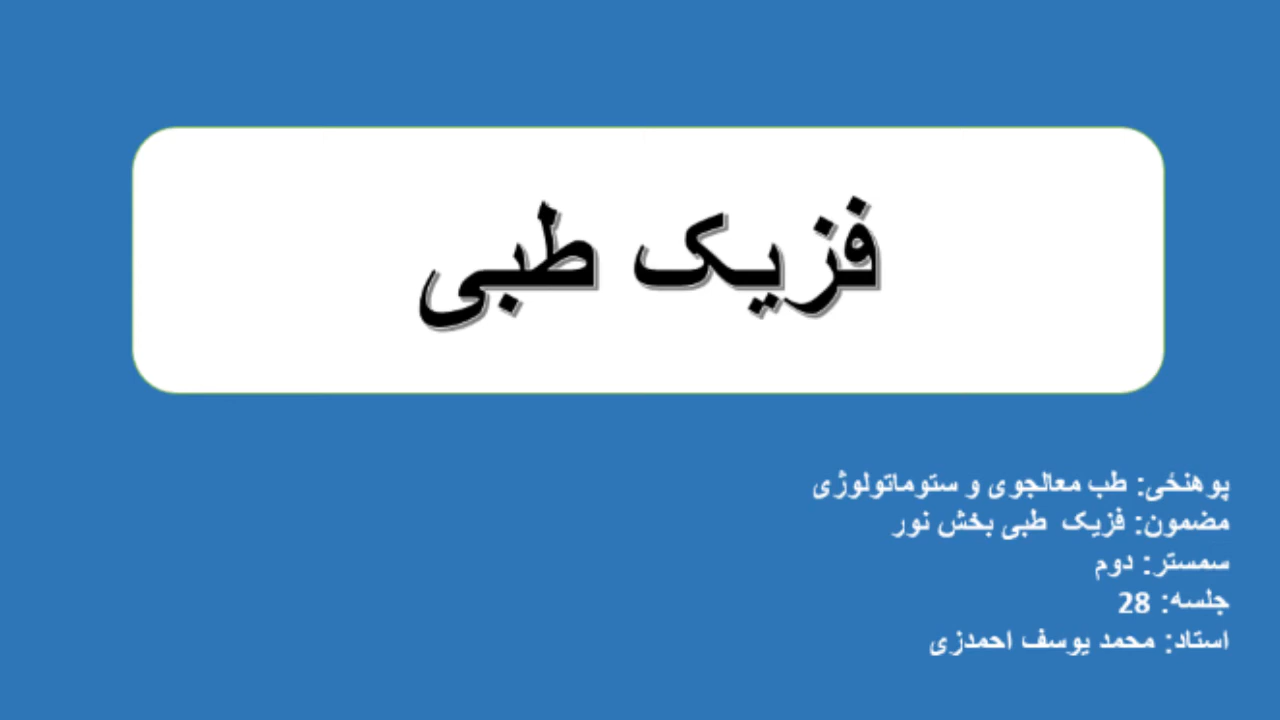 فزیک طبی
پوهنځی: طب معالجوی و ستوماتولوژی
مضمون: فزیک طبی بخش نور
سمستر: دوم
جلسه: 28
استاد: محمد یوسف احمدزی